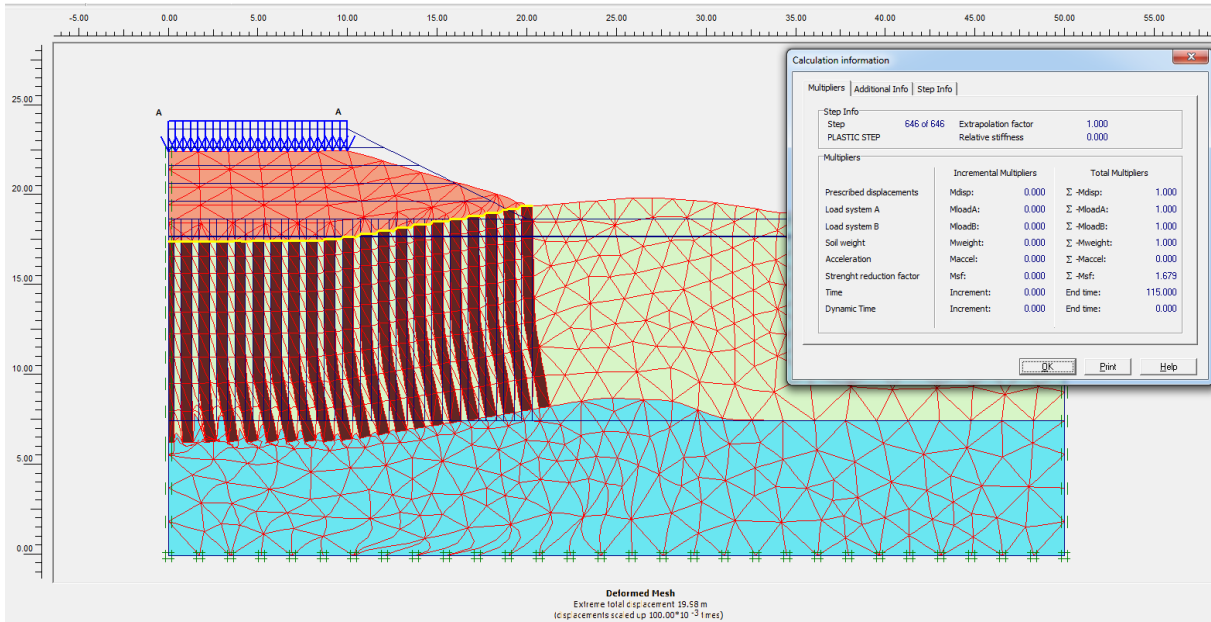 -5.00 0.00 5.00 10.00 15.00 20.00 25.00 30.00 35.00 40.00 45.00 50.00 55.00
25.00
20.00
15.00
10.00
5.00
0.00
A A
Calculation information
Multipliers Additional Info Step Info
Step Info
Step 646 of 646 Extrapolation factor 1.000
PLASTIC STEP Relative stiffness 0.000
Multipliers
Incremental Multipliers Total Multipliers
Prescribed displacements Mdisp: 0.000 Σ -Mdisp: 1.000
Load system A MloadA: 0.000 Σ -MloadA: 1.000
Load system B MloadB: 0.000 Σ -MloadB: 1.000
Soil weight Mweight: 0.000 Σ -Mweight: 1.000
Acceleration Maccel: 0.000 Σ -Maccel: 0.000
Strenght reduction factor Msf: 0.000 Σ -Msf: 1.679
Time Increment: 0.000 End time: 115.000
Dynamic Time Increment: 0.000 End time: 0.000
OK Print Help
Deformed Mesh
Extreme total displacement 19.58 m
(displacements scaled up 100.00*10 -3 times)